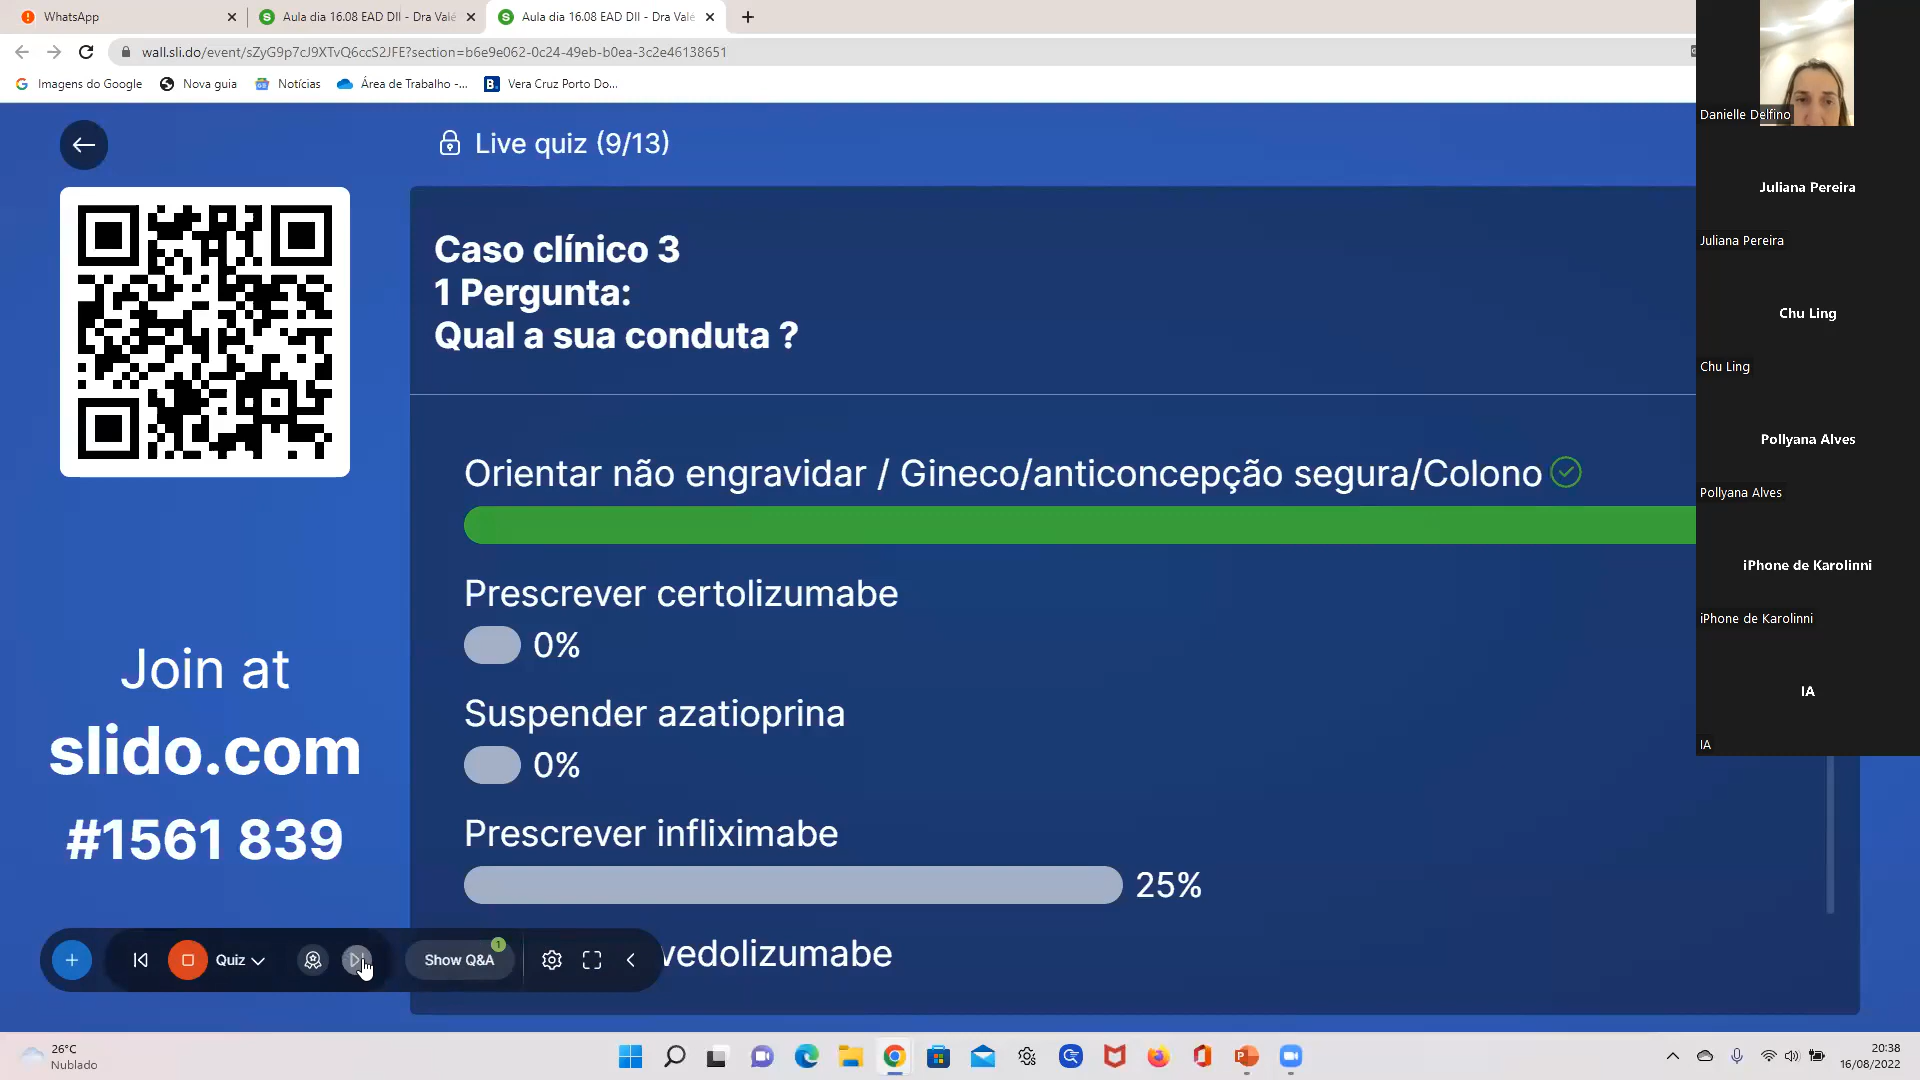 WhatsApp
Aula dia 16.08 EAD DII - Dra Valé
Aula dia 16.08 EAD DII - Dra Valé
wall.sli.do/event/sZyG9p7cJ9XTvQ6ccS2JFE?section=b6e9e062-0c24-49eb-b0ea-3c2e46138651
Imagens do Google
Nova guia
Notícias
Área de Trabalho -...
B.
Vera Cruz Porto Do...
Live quiz (9/13)
Caso clínico 3
1 Pergunta:
Qual a sua conduta ?
Orientar não engravidar / Gineco/anticoncepção segura/Colono
Prescrever certolizumabe
0%
Suspender azatioprina
0%
Prescrever infliximabe
25%
vedolizumabe
Join at
slido.com
#1561 839
Quiz
Show Q&A
1
Danielle Delfino
Juliana Pereira
Juliana Pereira
Chu Ling
Chu Ling
Pollyana Alves
Pollyana Alves
iPhone de Karolinni
iPhone de Karolinni
IA
IA
26°C
Nublado
20:38
16/08/2022